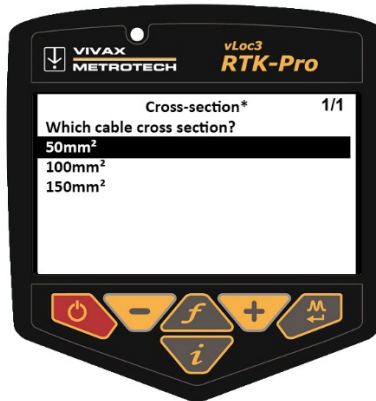 VIVAX
METROTECH
vLoc3
RTK-Pro
Cross-section* 1/1
Which cable cross section?
50mm²
100mm²
150mm²
f
i